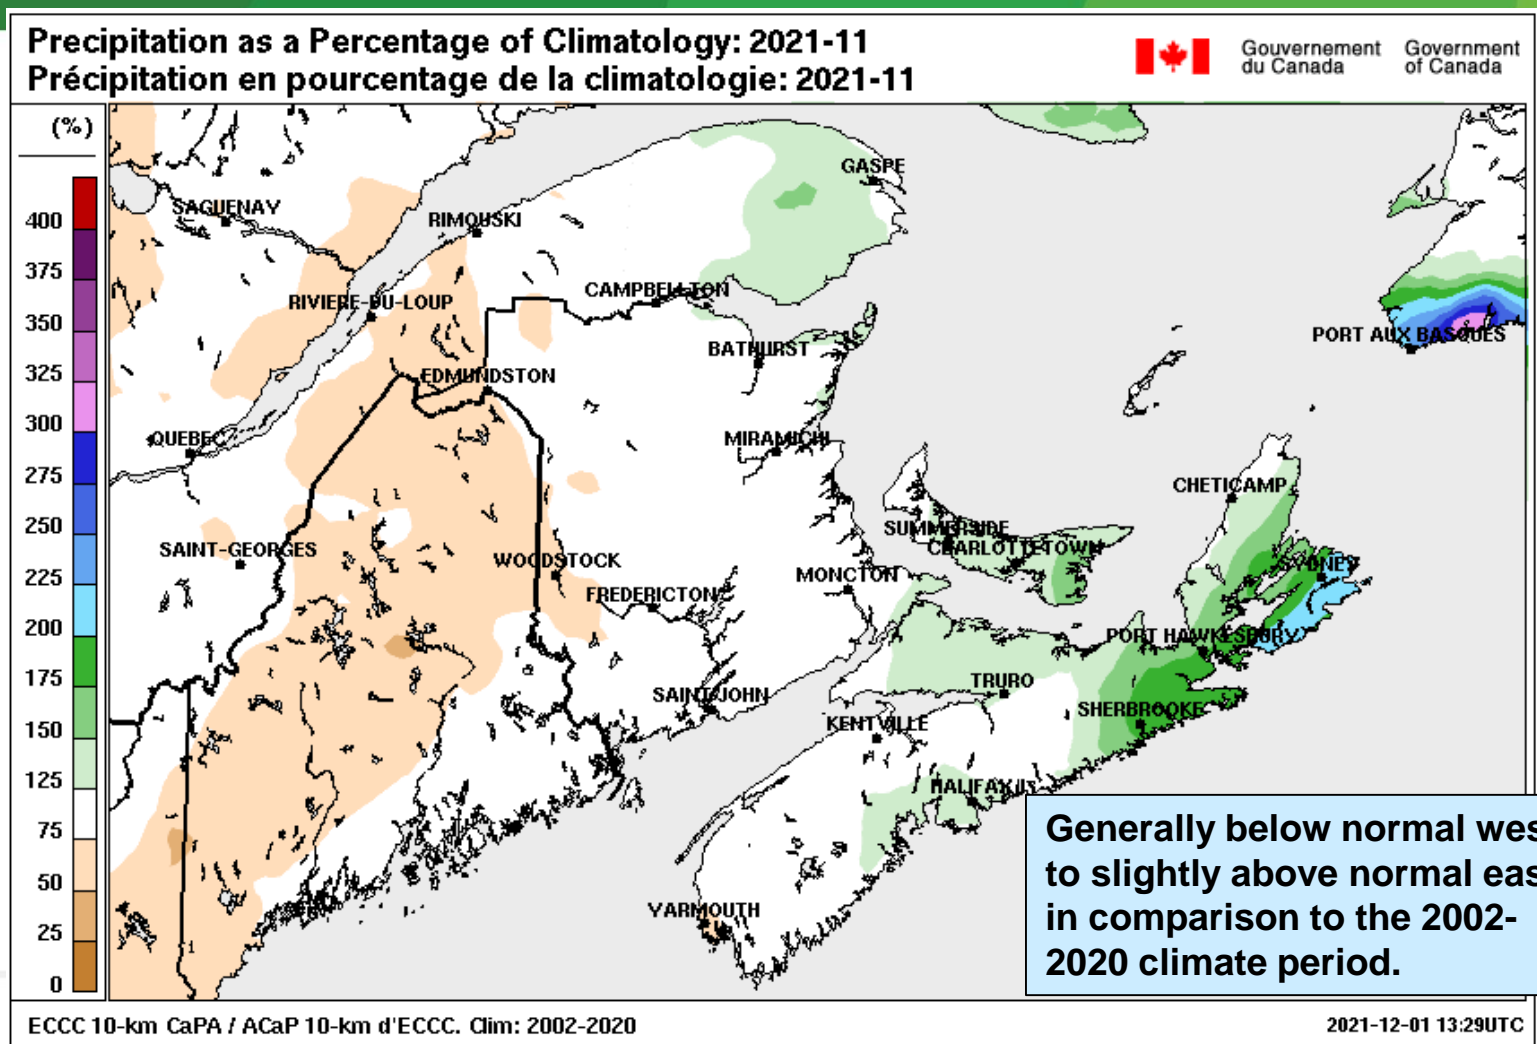 Precipitation as a Percentage of Climatology: 2021-11
Précipitation en pourcentage de la climatologie: 2021-11
Gouvernement du Canada
Government of Canada
(%)
400
375
350
325
300
275
250
225
200
175
150
125
75
50
25
0
GASPE
SAGUENAY
RIMOUSKI
RIVIERE-DU-LOUP
CAMPBELLTON
PORT AUX BASQUES
BATHURST
EDMUNDSTON
QUEBEC
MIRAMICHI
CHETICAMP
SUMMERSIDE
CHARLOTTETOWN
SAINT-GEORGES
WOODSTOCK
SYDNEY
MONCTON
FREDERICTON
PORT HAWKESBURY
TRURO
SAINT JOHN
SHERBROOKE
KENTVILLE
HALIFAX
YARMOUTH
Generally below normal wes
to slightly above normal eas
in comparison to the 2002-
2020 climate period.
ECCC 10-km CaPA / ACaP 10-km d'ECCC. Clim: 2002-2020
2021-12-01 13:29UTC